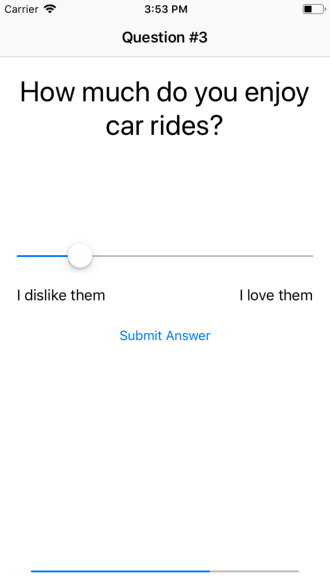 Carrier 3:53 PM
Question #3
How much do you enjoy
car rides?
I dislike them I love them
Submit Answer